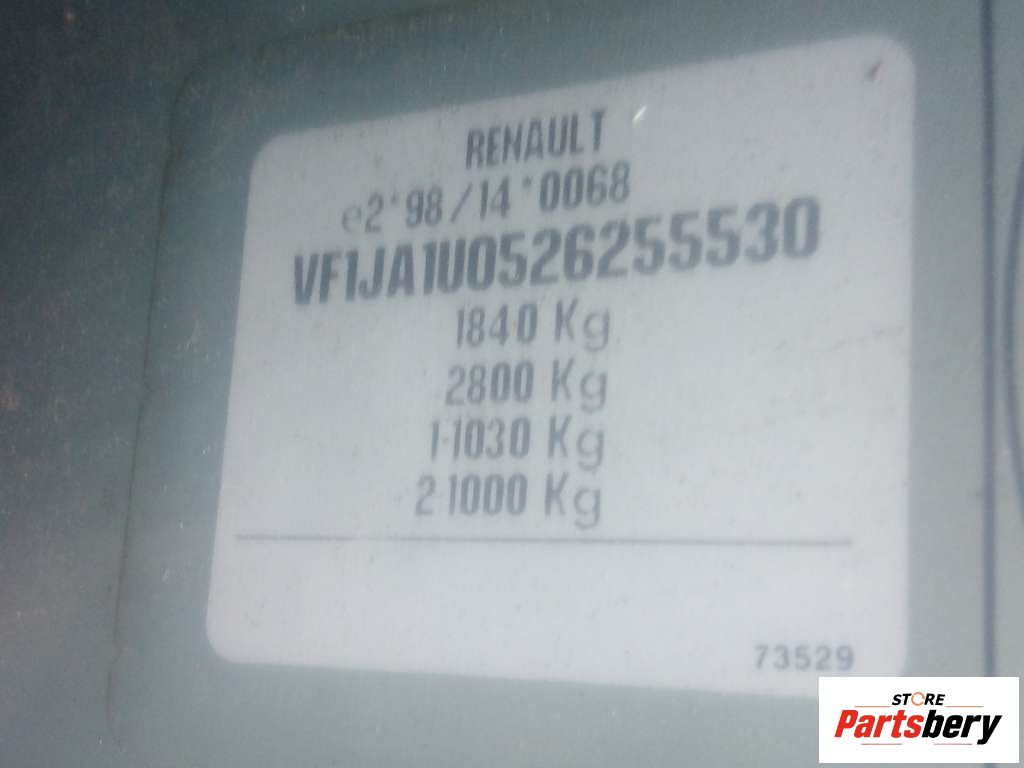 RENAULT
e2*98/14*0068
VF1JA1U0526255530
1840 Kg
2800 Kg
1-1030 Kg
2-1000 Kg
73529
STORE
Partsbery